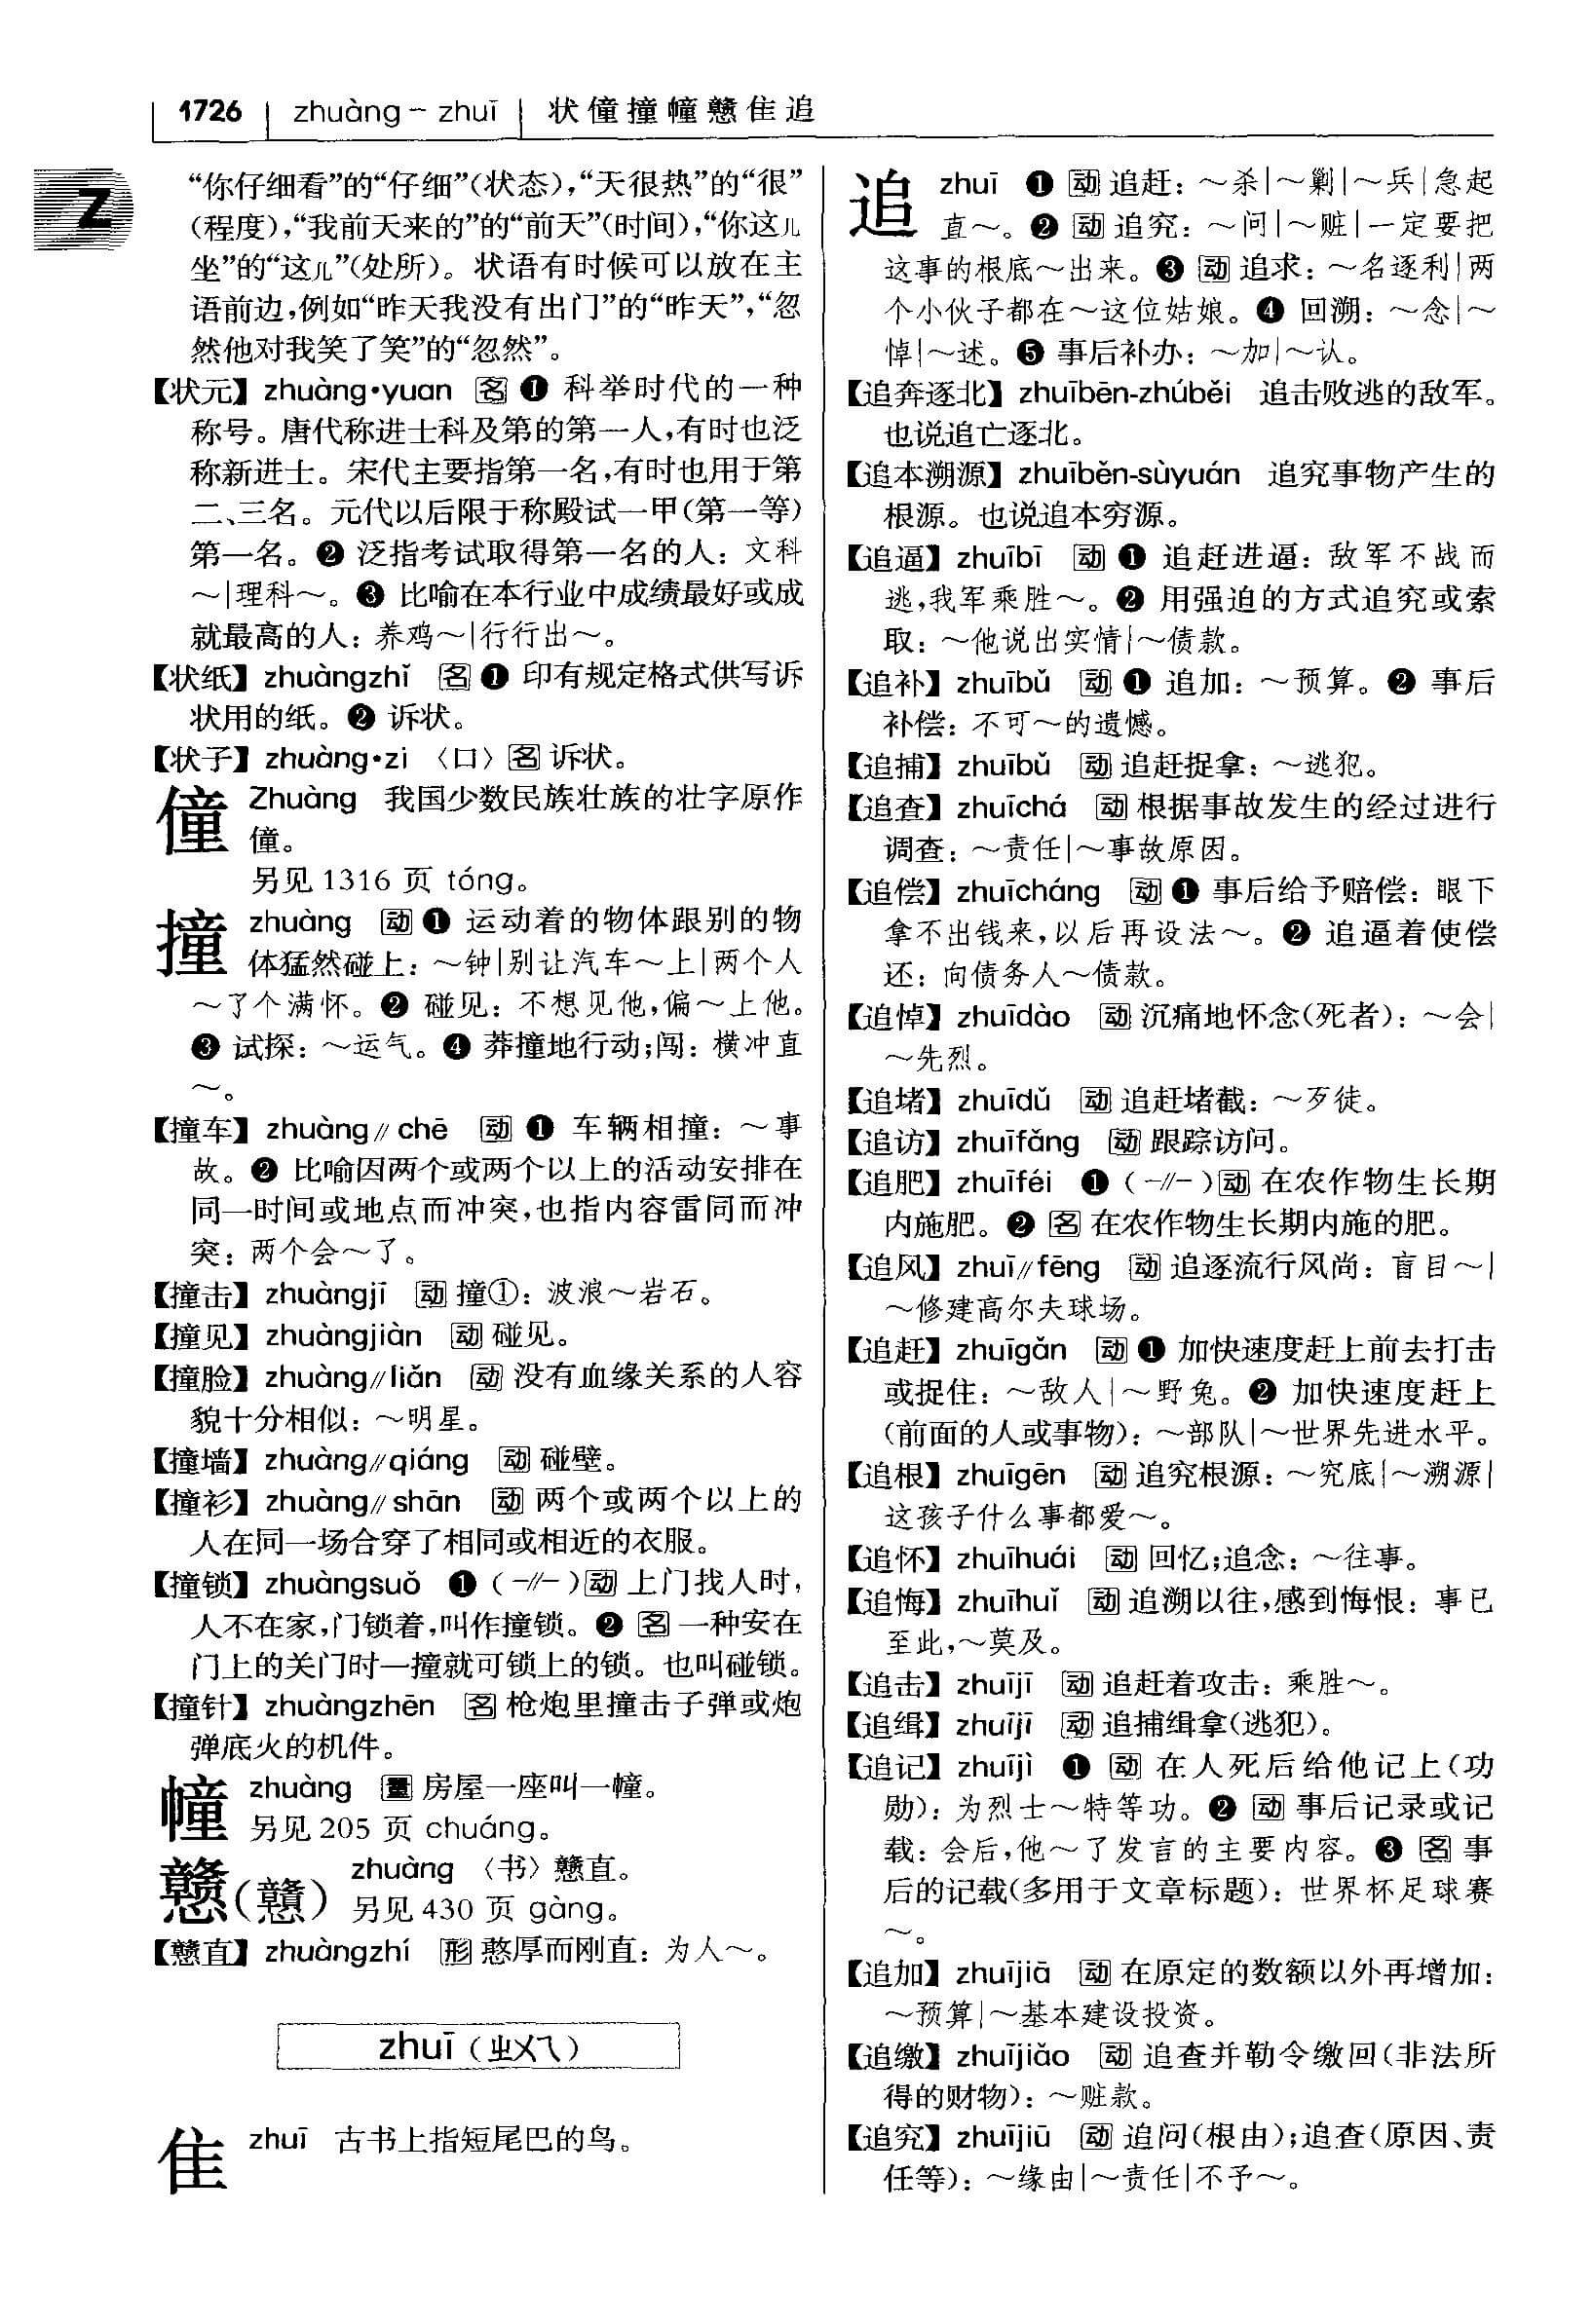 1726 zhuàng－zhuī 状僮撞幢戆隹追
Z
“你仔细看”的“仔细”(状态),“天很热”的“很”
(程度),“我前天来的”的“前天”(时间),“你这儿
坐”的“这儿”(处所)。状语有时候可以放在主
语前边,例如“昨天我没有出门”的“昨天”,“忽
然他对我笑了笑”的“忽然”。
【状元】zhuàng•yuan 名 ❶ 科举时代的一种
称号。唐代称进士科及第的第一人,有时也泛
称新进士。宋代主要指第一名,有时也用于第
二、三名。元代以后限于称殿试一甲(第一等)
第一名。❷ 泛指考试取得第一名的人：文科
～|理科～。❸ 比喻在本行业中成绩最好或成
就最高的人：养鸡～|行行出～。
【状纸】zhuàngzhǐ 名 ❶ 印有规定格式供写诉
状用的纸。❷ 诉状。
【状子】zhuàng•zi 〈口〉名 诉状。
僮 Zhuàng 我国少数民族壮族的壮字原作
僮。
另见 1316 页 tóng。
撞 zhuàng 动 ❶ 运动着的物体跟别的物
体猛然碰上：～钟|别让汽车～上|两个人
～了个满怀。❷ 碰见：不想见他,偏～上他。
❸ 试探：～运气。❹ 莽撞地行动;闯：横冲直
～。
【撞车】zhuàng∥chē 动 ❶ 车辆相撞：～事
故。❷ 比喻因两个或两个以上的活动安排在
同一时间或地点而冲突,也指内容雷同而冲
突：两个会～了。
【撞击】zhuàngjī 动 撞①：波浪～岩石。
【撞见】zhuàngjiàn 动 碰见。
【撞脸】zhuàng∥liǎn 动 没有血缘关系的人容
貌十分相似：～明星。
【撞墙】zhuàng∥qiáng 动 碰壁。
【撞衫】zhuàng∥shān 动 两个或两个以上的
人在同一场合穿了相同或相近的衣服。
【撞锁】zhuàngsuǒ ❶ (－∥－)动 上门找人时,
人不在家,门锁着,叫作撞锁。❷ 名 一种安在
门上的关门时一撞就可锁上的锁。也叫碰锁。
【撞针】zhuàngzhēn 名 枪炮里撞击子弹或炮
弹底火的机件。
幢 zhuàng 量 房屋一座叫一幢。
另见 205 页 chuáng。
戆(戇) zhuàng 〈书〉戆直。
另见 430 页 gàng。
【戆直】zhuàngzhí 形 憨厚而刚直：为人～。
zhuī (ㄓㄨㄟ)
隹 zhuī 古书上指短尾巴的鸟。
追 zhuī ❶ 动 追赶：～杀|～剿|～兵|急起
直～。❷ 动 追究：～问|～赃|一定要把
这事的根底～出来。❸ 动 追求：～名逐利|两
个小伙子都在～这位姑娘。❹ 回溯：～念|～
悼|～述。❺ 事后补办：～加|～认。
【追奔逐北】zhuībēn-zhúběi 追击败逃的敌军。
也说追亡逐北。
【追本溯源】zhuīběn-sùyuán 追究事物产生的
根源。也说追本穷源。
【追逼】zhuībī 动 ❶ 追赶进逼：敌军不战而
逃,我军乘胜～。❷ 用强迫的方式追究或索
取：～他说出实情|～债款。
【追补】zhuībǔ 动 ❶ 追加：～预算。❷ 事后
补偿：不可～的遗憾。
【追捕】zhuībǔ 动 追赶捉拿：～逃犯。
【追查】zhuīchá 动 根据事故发生的经过进行
调查：～责任|～事故原因。
【追偿】zhuīcháng 动 ❶ 事后给予赔偿：眼下
拿不出钱来,以后再设法～。❷ 追逼着使偿
还：向债务人～债款。
【追悼】zhuīdào 动 沉痛地怀念(死者)：～会|
～先烈。
【追堵】zhuīdǔ 动 追赶堵截：～歹徒。
【追访】zhuīfǎng 动 跟踪访问。
【追肥】zhuīféi ❶ (－∥－)动 在农作物生长期
内施肥。❷ 名 在农作物生长期内施的肥。
【追风】zhuī∥fēng 动 追逐流行风尚：盲目～|
～修建高尔夫球场。
【追赶】zhuīgǎn 动 ❶ 加快速度赶上前去打击
或捉住：～敌人|～野兔。❷ 加快速度赶上
(前面的人或事物)：～部队|～世界先进水平。
【追根】zhuīgēn 动 追究根源：～究底|～溯源|
这孩子什么事都爱～。
【追怀】zhuīhuái 动 回忆;追念：～往事。
【追悔】zhuīhuǐ 动 追溯以往,感到悔恨：事已
至此,～莫及。
【追击】zhuījī 动 追赶着攻击：乘胜～。
【追缉】zhuījī 动 追捕缉拿(逃犯)。
【追记】zhuījì ❶ 动 在人死后给他记上(功
勋)：为烈士～特等功。❷ 动 事后记录或记
载：会后,他～了发言的主要内容。❸ 名 事
后的记载(多用于文章标题)：世界杯足球赛
～。
【追加】zhuījiā 动 在原定的数额以外再增加：
～预算|～基本建设投资。
【追缴】zhuījiǎo 动 追查并勒令缴回(非法所
得的财物)：～赃款。
【追究】zhuījiū 动 追问(根由);追查(原因、责
任等)：～缘由|～责任|不予～。